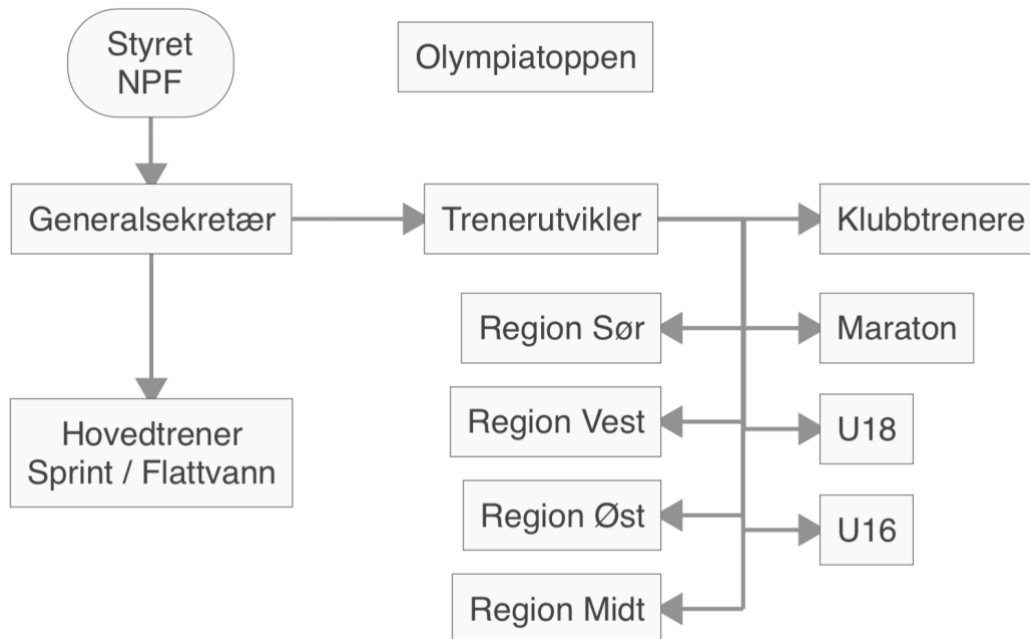 Styret
NPF
Olympiatoppen
Generalsekretær
Trenerutvikler
Klubbtrenere
Region Sør
Maraton
Hovedtrener
Sprint / Flattvann
Region Vest
U18
Region Øst
U16
Region Midt